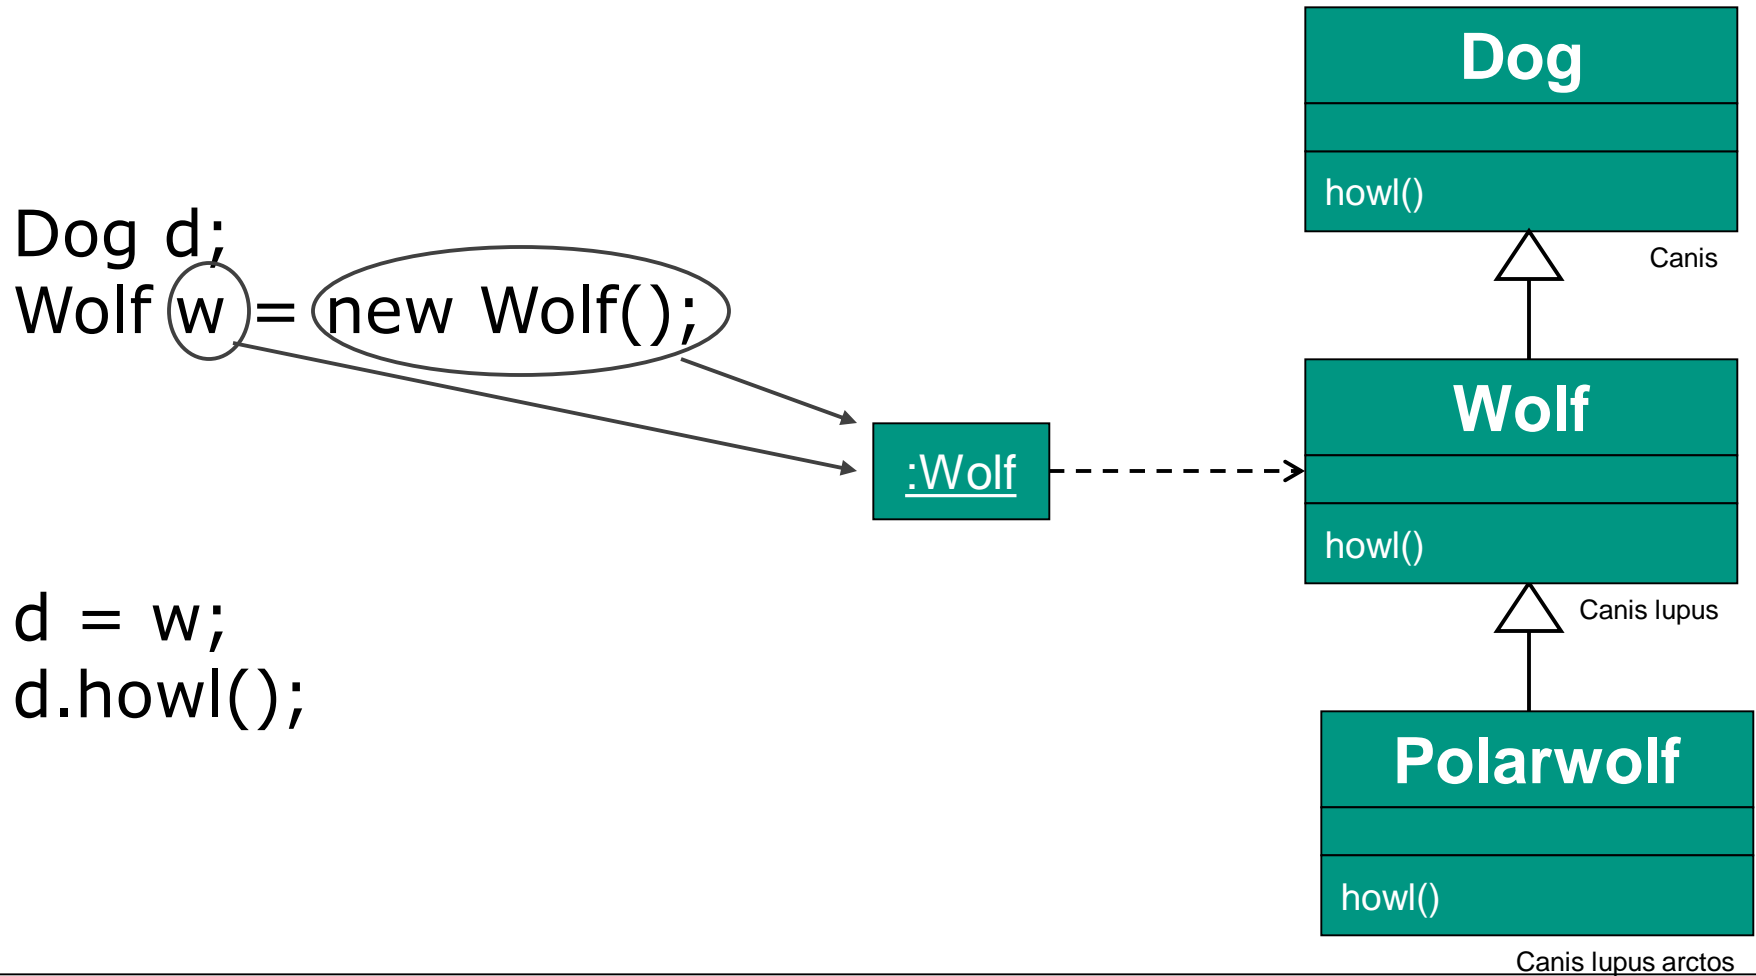 Dog d;
Wolf w = new Wolf();
d = w;
d.howl();
:Wolf
Dog
howl()
Canis
Wolf
howl()
Canis lupus
Polarwolf
howl()
Canis lupus arctos